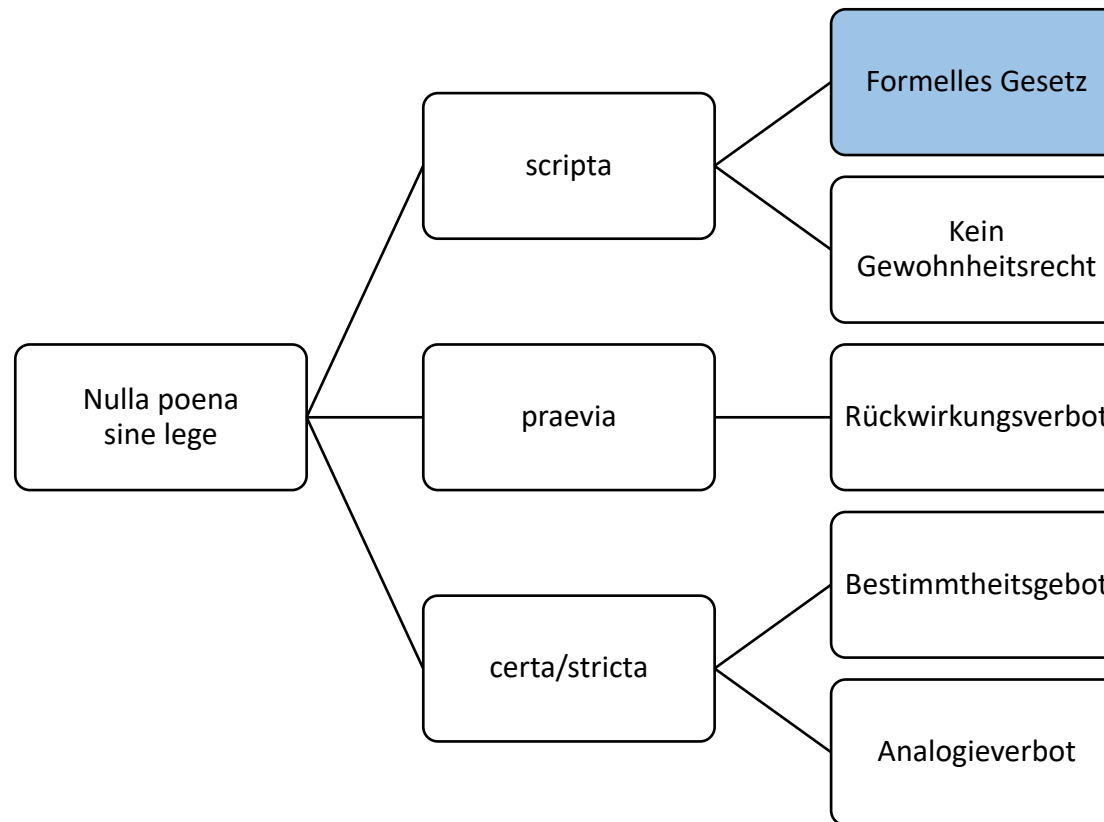 Formelles Gesetz
scripta
Kein
Gewohnheitsrecht
Nulla poena
sine lege
praevia
Rückwirkungsverbot
Bestimmtheitsgebot
certa/stricta
Analogieverbot